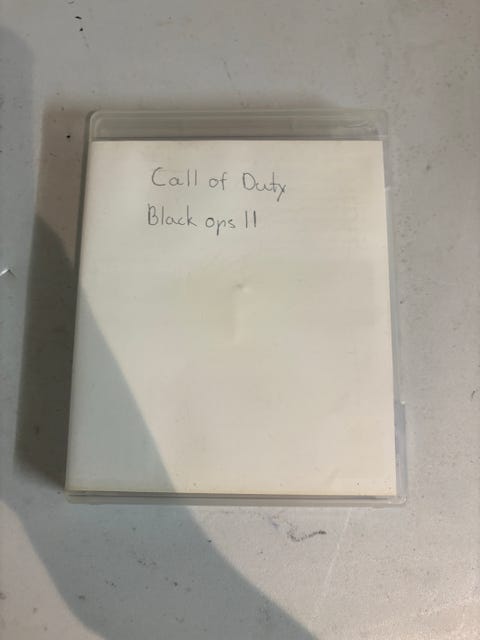 Call of Duty
Black ops II